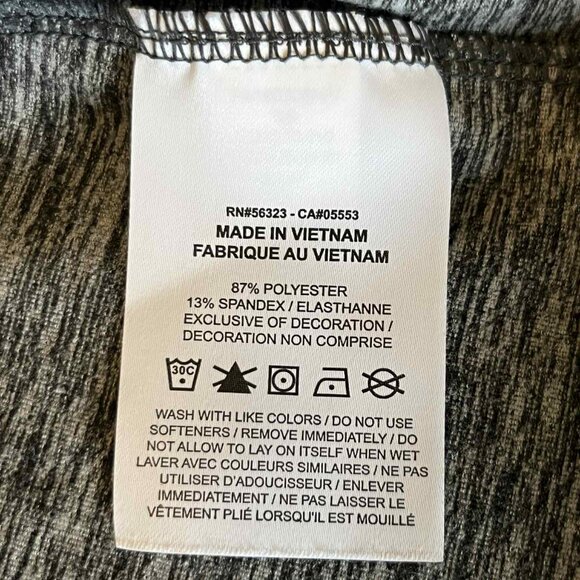 RN#56323 - CA#05553
MADE IN VIETNAM
FABRIQUE AU VIETNAM
87% POLYESTER
13% SPANDEX / ELASTHANNE
EXCLUSIVE OF DECORATION /
DECORATION NON COMPRISE
30C
WASH WITH LIKE COLORS / DO NOT USE
SOFTENERS / REMOVE IMMEDIATELY / DO
NOT ALLOW TO LAY ON ITSELF WHEN WET
LAVER AVEC COULEURS SIMILAIRES / NE PAS
UTILISER D'ADOUCISSEUR / ENLEVER
IMMEDIATEMENT / NE PAS LAISSER LE
VÊTEMENT PLIÉ LORSQU'IL EST MOUILLÉ